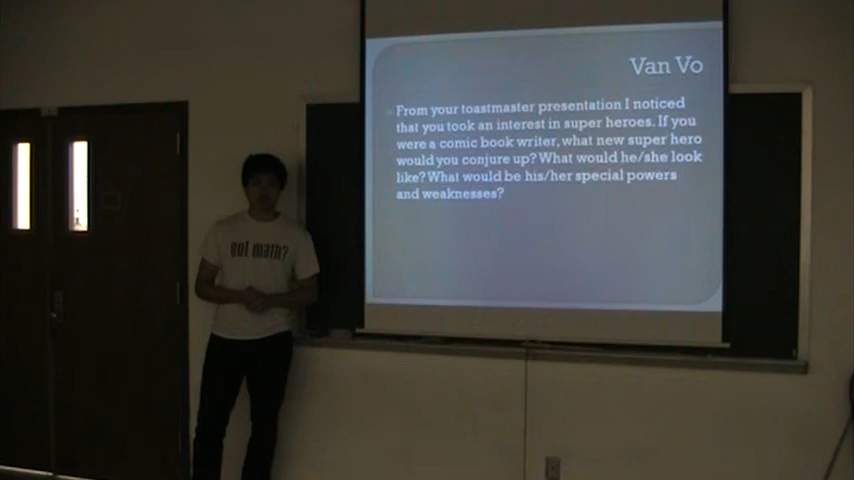 Van Vo
From your toastmaster presentation I noticed
that you took an interest in super heroes. If you
were a comic book writer, what new super hero
would you conjure up? What would he/she look
like? What would be his/her special powers
and weaknesses?
got math?